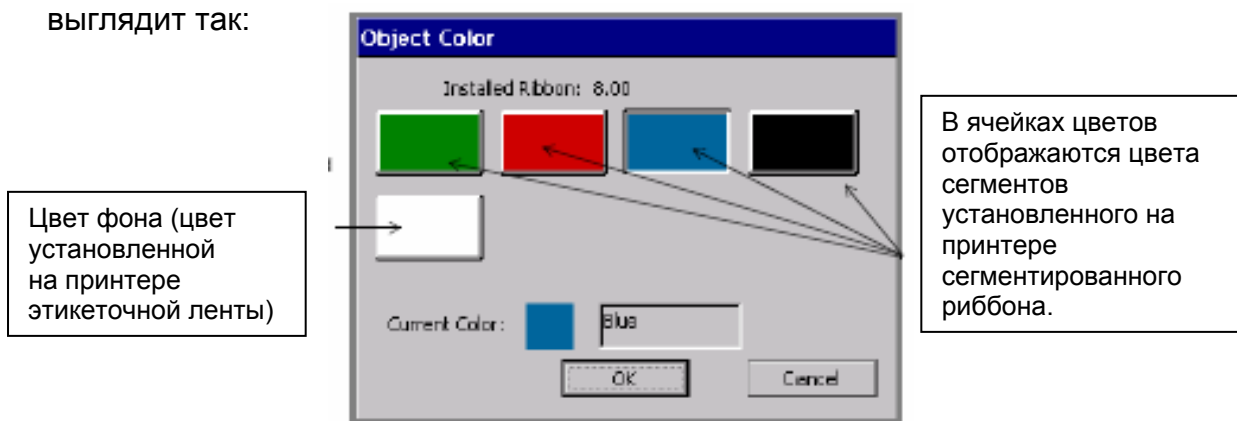 выглядит так:
Object Color
Installed Ribbon: 8.00
Цвет фона (цвет
установленной
на принтере
этикеточной ленты)
В ячейках цветов
отображаются цвета
сегментов
установленного на
принтере
сегментированного
риббона.
Current Color:
Blue
OK
Cancel